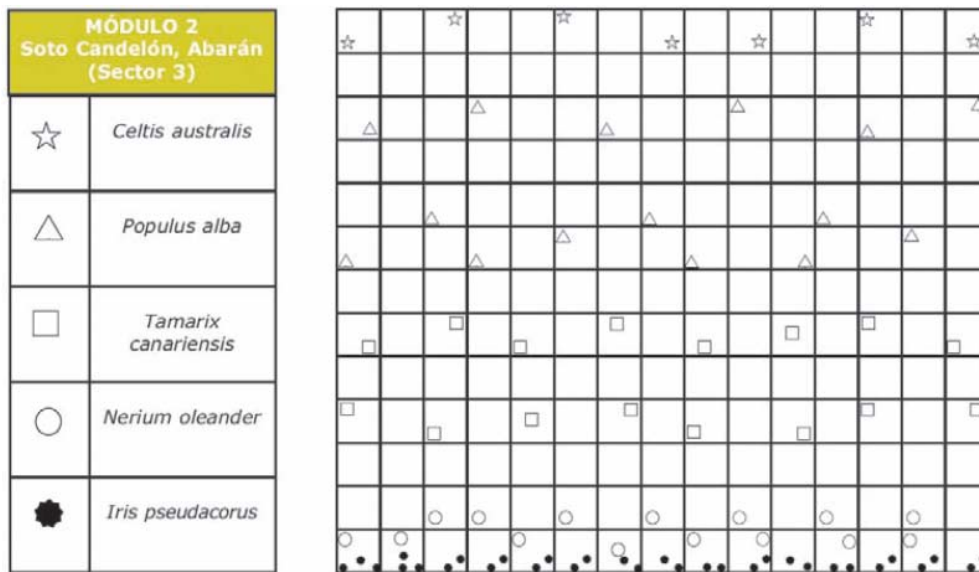 MÓDULO 2
Soto Candelón, Abarán
(Sector 3)
Celtis australis
Populus alba
Tamarix
canariensis
Nerium oleander
Iris pseudacorus